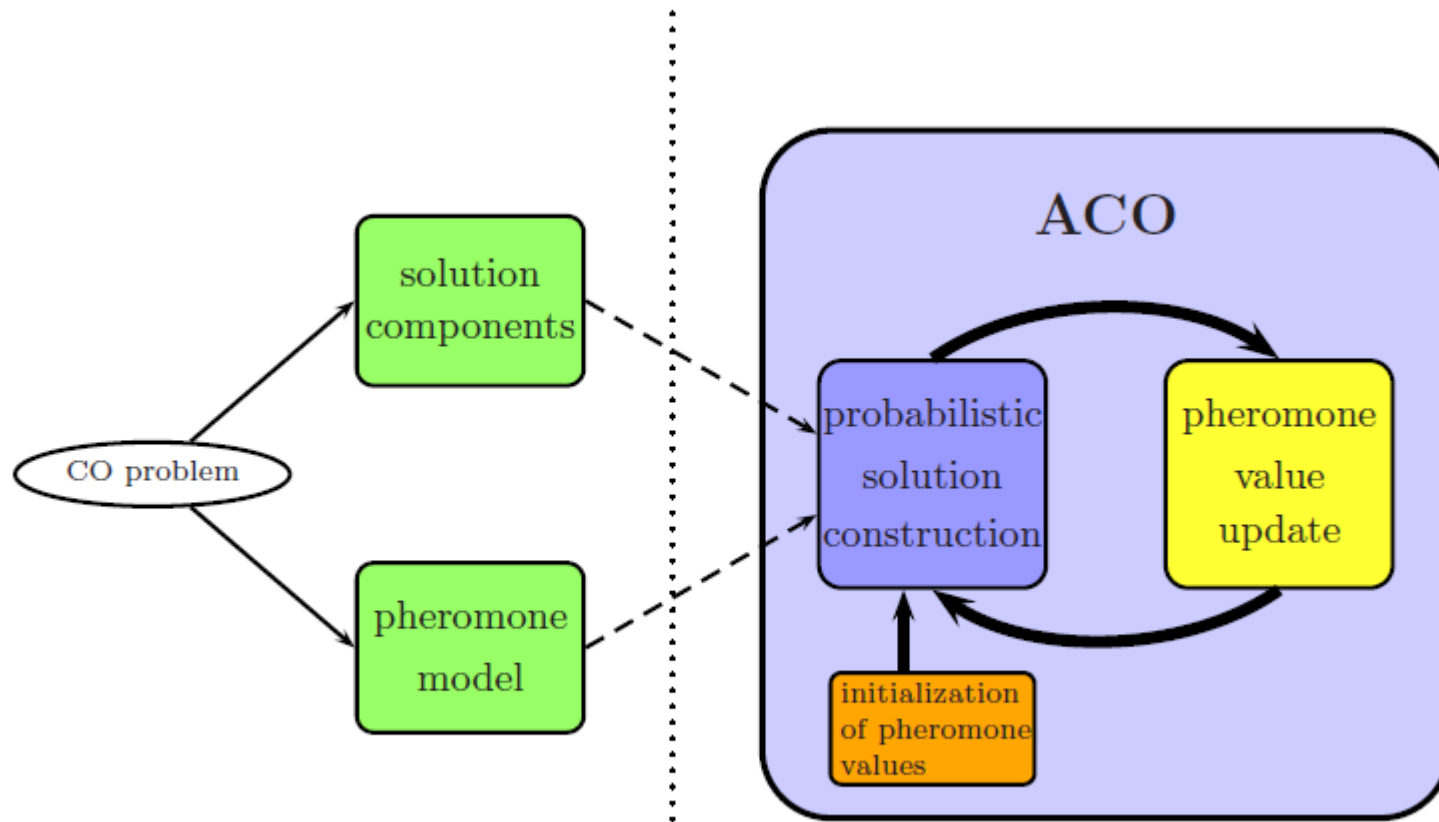 CO problem
solution
components
pheromone
model
ACO
probabilistic
solution
construction
pheromone
value
update
initialization
of pheromone
values